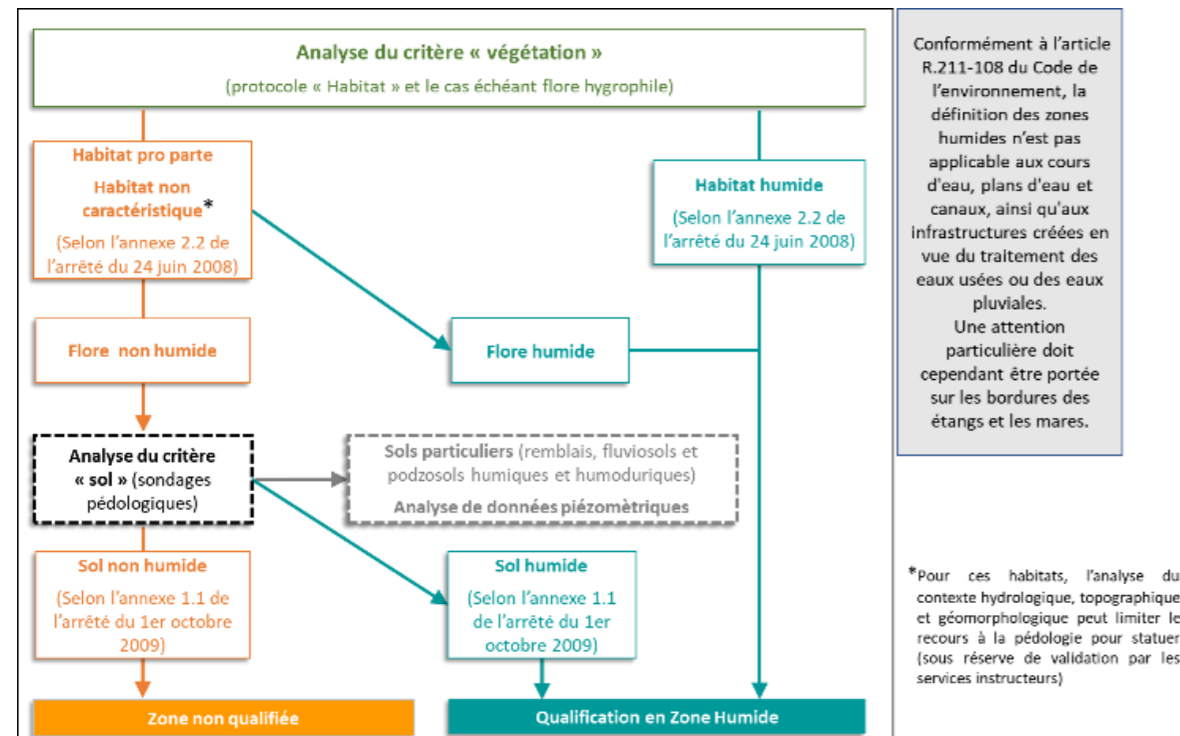 Analyse du critère « végétation »
(protocole « Habitat » et le cas échéant flore hygrophile)
Habitat pro parte
Habitat non
caractéristique*
(Selon l'annexe 2.2 de
l'arrêté du 24 juin 2008)
Habitat humide
(Selon l'annexe 2.2 de
l'arrêté du 24 juin 2008)
Flore non humide
Flore humide
Analyse du critère
« sol » (sondages
pédologiques)
Sols particuliers (remblais, fluviosols et
podzosols humiques et humoduriques)
Analyse de données piézomètriques
Sol non humide
(Selon l'annexe 1.1 de
l'arrêté du 1er octobre
2009)
Sol humide
(Selon l'annexe 1.1
de l'arrêté du 1er
octobre 2009)
Zone non qualifiée
Qualification en Zone Humide
Conformément à l'article
R.211-108 du Code de
l'environnement, la
définition des zones
humides n'est pas
applicable aux cours
d'eau, plans d'eau et
canaux, ainsi qu'aux
infrastructures créées en
vue du traitement des
eaux usées ou des eaux
pluviales.
Une attention
particulière doit
cependant être portée
sur les bordures des
étangs et les mares.
*Pour ces habitats, l'analyse du
contexte hydrologique, topographique
et géomorphologique peut limiter le
recours à la pédologie pour statuer
(sous réserve de validation par les
services instructeurs)